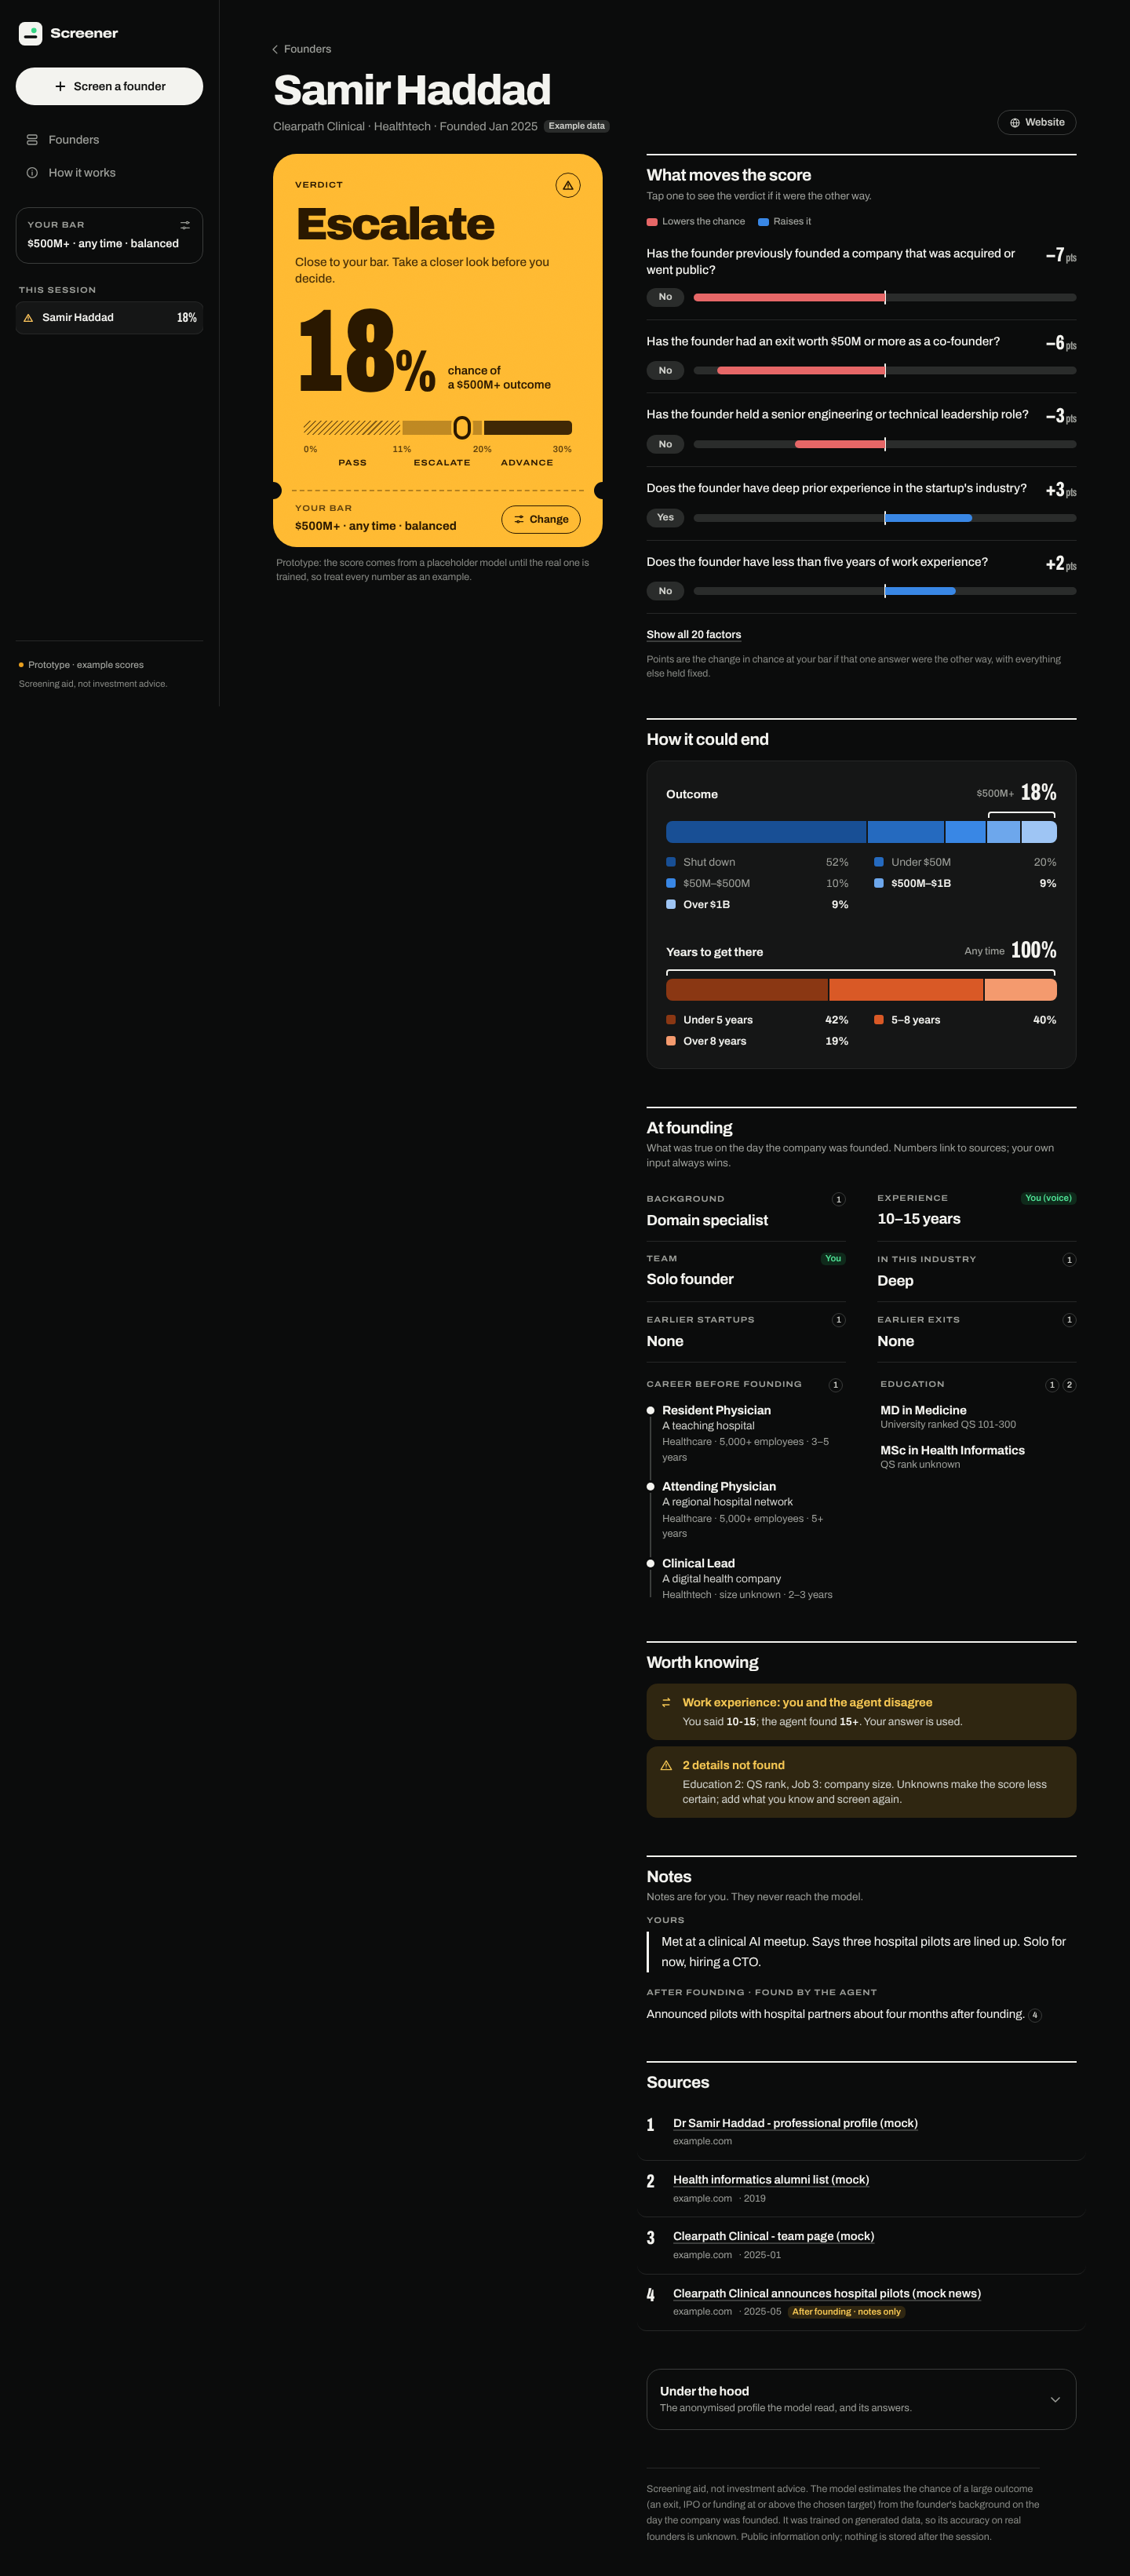 Screener
Screen a founder
Founders
How it works
YOUR BAR
$500M+ · any time · balanced
THIS SESSION
Samir Haddad 18%
Prototype · example scores
Screening aid, not investment advice.
Founders
Samir Haddad
Clearpath Clinical · Healthtech · Founded Jan 2025 Example data
Website
VERDICT
Escalate
Close to your bar. Take a closer look before you
decide.
18%
chance of
a $500M+ outcome
0% 11% 20% 30%
PASS ESCALATE ADVANCE
YOUR BAR
$500M+ · any time · balanced
Change
Prototype: the score comes from a placeholder model until the real one is
trained, so treat every number as an example.
What moves the score
Tap one to see the verdict if it were the other way.
Lowers the chance Raises it
Has the founder previously founded a company that was acquired or
went public?
−7 pts
No
Has the founder had an exit worth $50M or more as a co-founder? −6 pts
No
Has the founder held a senior engineering or technical leadership role? −3 pts
No
Does the founder have deep prior experience in the startup's industry? +3 pts
Yes
Does the founder have less than five years of work experience? +2 pts
No
Show all 20 factors
Points are the change in chance at your bar if that one answer were the other way, with everything
else held fixed.
How it could end
Outcome $500M+ 18%
Shut down 52% Under $50M 20%
$50M–$500M 10% $500M–$1B 9%
Over $1B 9%
Years to get there Any time 100%
Under 5 years 42% 5–8 years 40%
Over 8 years 19%
At founding
What was true on the day the company was founded. Numbers link to sources; your own
input always wins.
BACKGROUND 1
Domain specialist
EXPERIENCE You (voice)
10–15 years
TEAM You
Solo founder
IN THIS INDUSTRY 1
Deep
EARLIER STARTUPS 1
None
EARLIER EXITS 1
None
CAREER BEFORE FOUNDING 1
Resident Physician
A teaching hospital
Healthcare · 5,000+ employees · 3–5
years
Attending Physician
A regional hospital network
Healthcare · 5,000+ employees · 5+
years
Clinical Lead
A digital health company
Healthtech · size unknown · 2–3 years
EDUCATION 1 2
MD in Medicine
University ranked QS 101-300
MSc in Health Informatics
QS rank unknown
Worth knowing
Work experience: you and the agent disagree
You said 10-15; the agent found 15+. Your answer is used.
2 details not found
Education 2: QS rank, Job 3: company size. Unknowns make the score less
certain; add what you know and screen again.
Notes
Notes are for you. They never reach the model.
YOURS
Met at a clinical AI meetup. Says three hospital pilots are lined up. Solo for
now, hiring a CTO.
AFTER FOUNDING · FOUND BY THE AGENT
Announced pilots with hospital partners about four months after founding. 4
Sources
1 Dr Samir Haddad - professional profile (mock)
example.com
2 Health informatics alumni list (mock)
example.com · 2019
3 Clearpath Clinical - team page (mock)
example.com · 2025-01
4 Clearpath Clinical announces hospital pilots (mock news)
example.com · 2025-05 After founding · notes only
Under the hood
The anonymised profile the model read, and its answers.
Screening aid, not investment advice. The model estimates the chance of a large outcome
(an exit, IPO or funding at or above the chosen target) from the founder's background on the
day the company was founded. It was trained on generated data, so its accuracy on real
founders is unknown. Public information only; nothing is stored after the session.